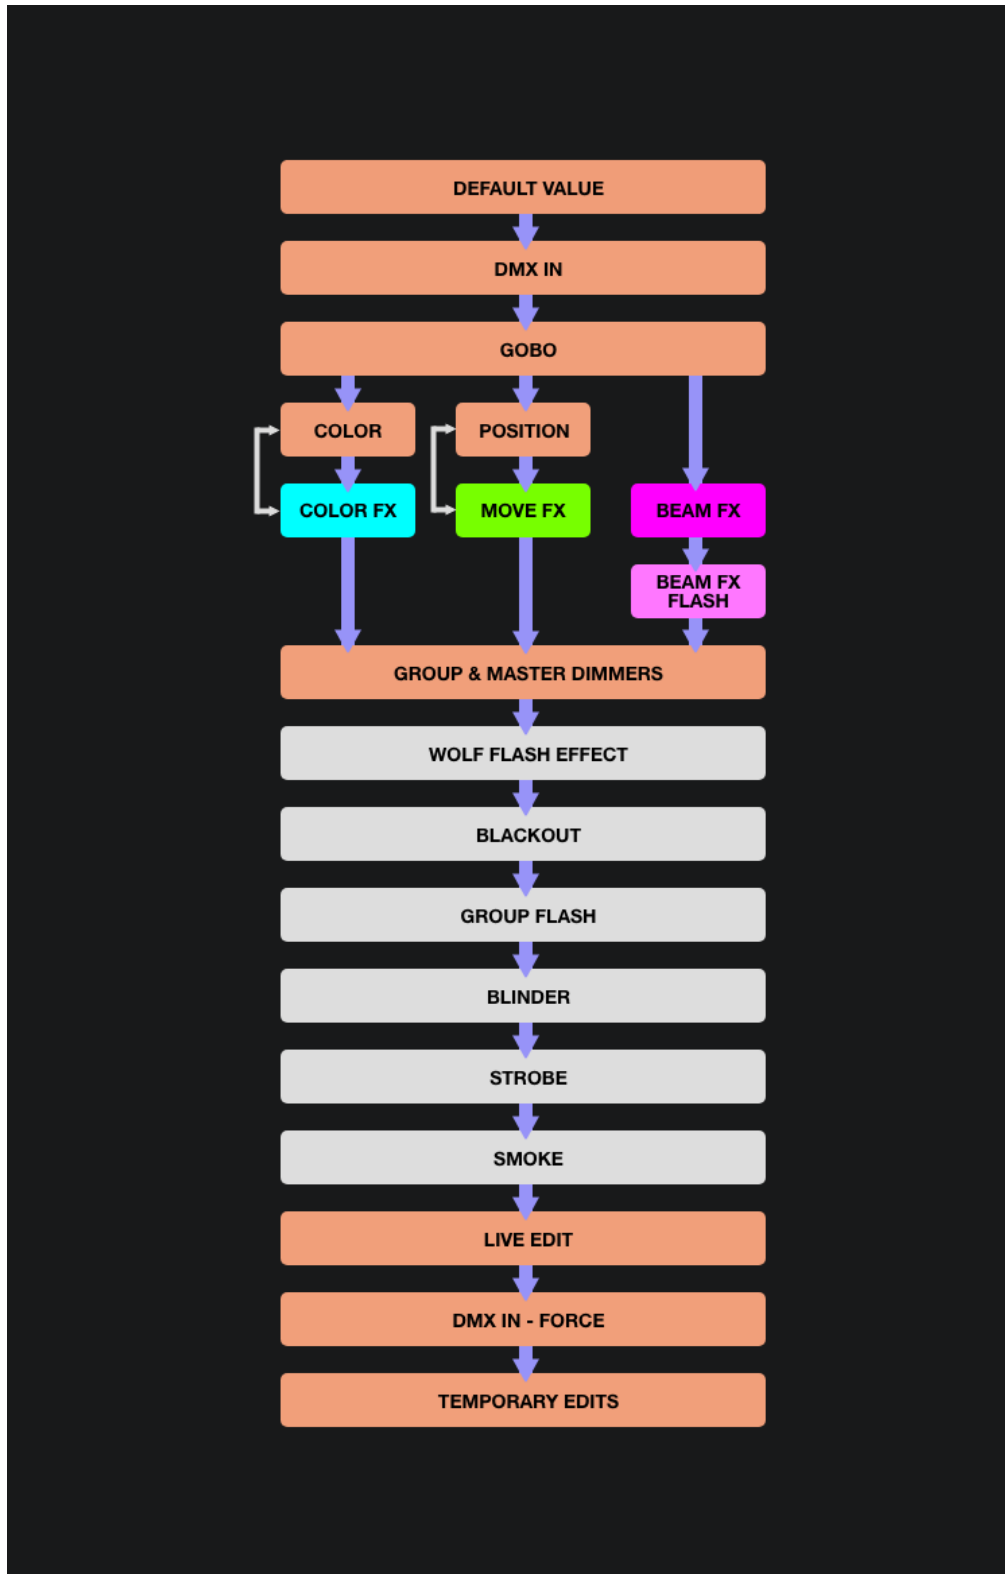 DEFAULT VALUE
DMX IN
GOBO
COLOR
POSITION
COLOR FX
MOVE FX
BEAM FX
BEAM FX
FLASH
GROUP & MASTER DIMMERS
WOLF FLASH EFFECT
BLACKOUT
GROUP FLASH
BLINDER
STROBE
SMOKE
LIVE EDIT
DMX IN - FORCE
TEMPORARY EDITS